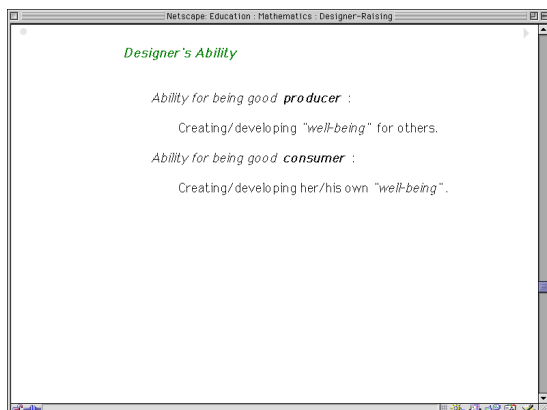 Netscape: Education : Mathematics : Designer-Raising
Designer's Ability
Ability for being good producer :
Creating/developing "well-being" for others.
Ability for being good consumer :
Creating/developing her/his own "well-being".